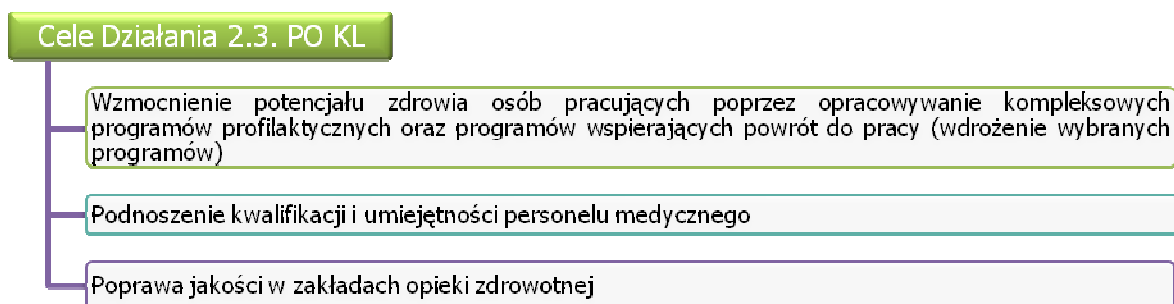 Cele Działania 2.3. PO KL
Wzmocnienie potencjału zdrowia osób pracujących poprzez opracowywanie kompleksowych
programów profilaktycznych oraz programów wspierających powrót do pracy (wdrożenie wybranych
programów)
Podnoszenie kwalifikacji i umiejętności personelu medycznego
Poprawa jakości w zakładach opieki zdrowotnej